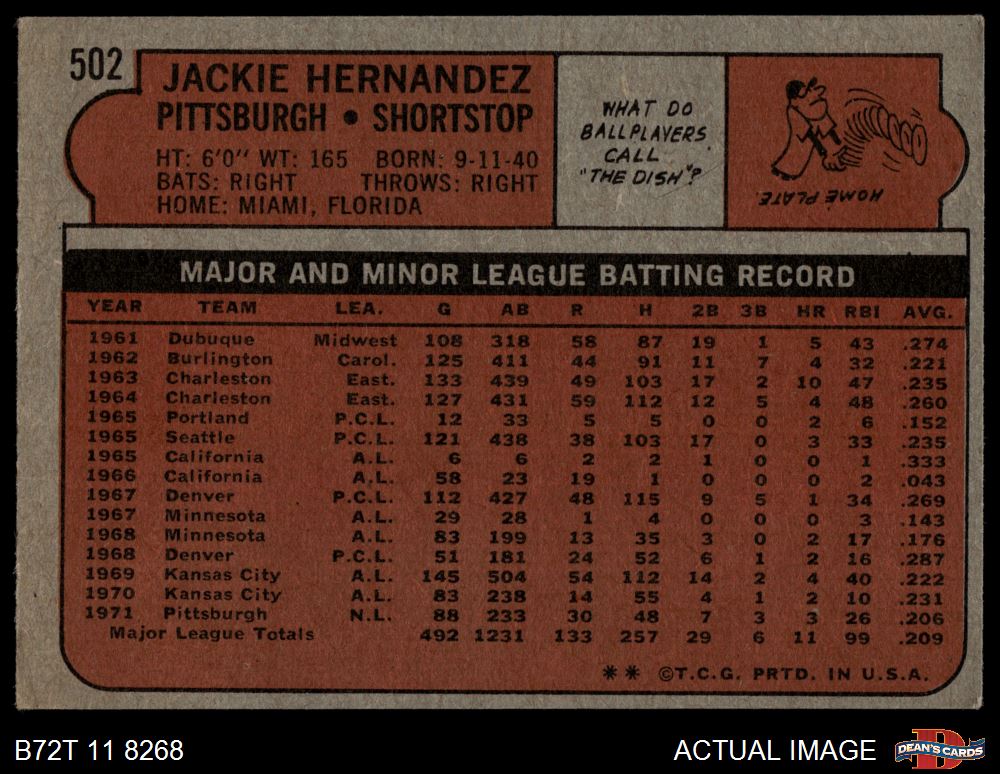 502
JACKIE HERNANDEZ
PITTSBURGH • SHORTSTOP
HT: 6'0" WT: 165 BORN: 9-11-40
BATS: RIGHT THROWS: RIGHT
HOME: MIAMI, FLORIDA
WHAT DO
BALLPLAYERS
CALL
"THE DISH"?
HOME PLATE.
MAJOR AND MINOR LEAGUE BATTING RECORD
YEAR TEAM LEA. G AB R H 2B 3B HR RBI AVG.
1961 Dubuque Midwest 108 318 58 87 19 1 5 43 .274
1962 Burlington Carol. 125 411 44 91 11 7 4 32 .221
1963 Charleston East. 133 439 49 103 17 2 10 47 .235
1964 Charleston East. 127 431 59 112 12 5 4 48 .260
1965 Portland P.C.L. 12 33 5 5 0 0 2 6 .152
1965 Seattle P.C.L. 121 438 38 103 17 0 3 33 .235
1965 California A.L. 6 6 2 2 1 0 0 1 .333
1966 California A.L. 58 23 19 1 0 0 0 2 .043
1967 Denver P.C.L. 112 427 48 115 9 5 1 34 .269
1967 Minnesota A.L. 29 28 1 4 0 0 0 3 .143
1968 Minnesota A.L. 83 199 13 35 3 0 2 17 .176
1968 Denver P.C.L. 51 181 24 52 6 1 2 16 .287
1969 Kansas City A.L. 145 504 54 112 14 2 4 40 .222
1970 Kansas City A.L. 83 238 14 55 4 1 2 10 .231
1971 Pittsburgh N.L. 88 233 30 48 7 3 3 26 .206
Major League Totals 492 1231 133 257 29 6 11 99 .209
** ©T.C.G. PRTD. IN U.S.A.
B72T 11 8268
ACTUAL IMAGE
DEAN'S CARDS